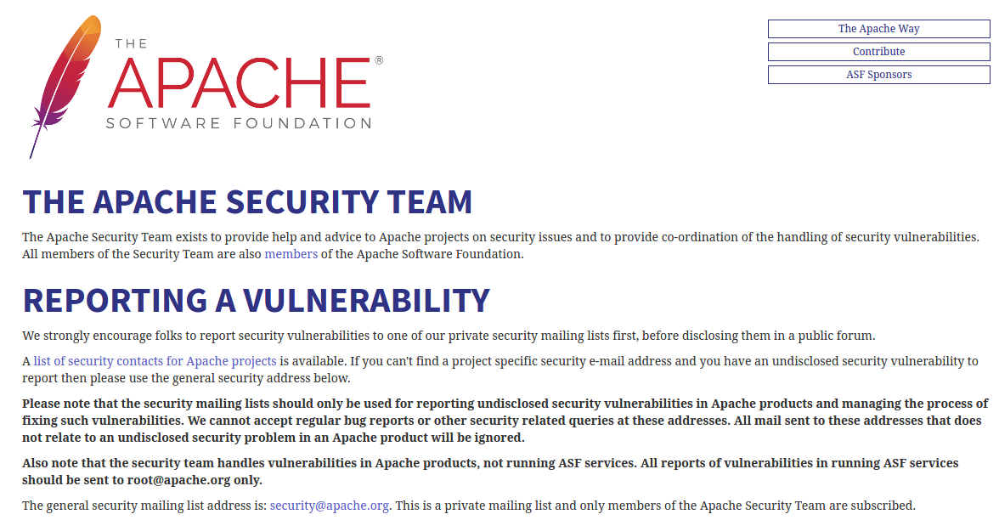 THE
APACHE®
SOFTWARE FOUNDATION
The Apache Way
Contribute
ASF Sponsors
THE APACHE SECURITY TEAM
The Apache Security Team exists to provide help and advice to Apache projects on security issues and to provide co-ordination of the handling of security vulnerabilities.
All members of the Security Team are also members of the Apache Software Foundation.
REPORTING A VULNERABILITY
We strongly encourage folks to report security vulnerabilities to one of our private security mailing lists first, before disclosing them in a public forum.
A list of security contacts for Apache projects is available. If you can't find a project specific security e-mail address and you have an undisclosed security vulnerability to
report then please use the general security address below.
Please note that the security mailing lists should only be used for reporting undisclosed security vulnerabilities in Apache products and managing the process of
fixing such vulnerabilities. We cannot accept regular bug reports or other security related queries at these addresses. All mail sent to these addresses that does
not relate to an undisclosed security problem in an Apache product will be ignored.
Also note that the security team handles vulnerabilities in Apache products, not running ASF services. All reports of vulnerabilities in running ASF services
should be sent to root@apache.org only.
The general security mailing list address is: security@apache.org. This is a private mailing list and only members of the Apache Security Team are subscribed.